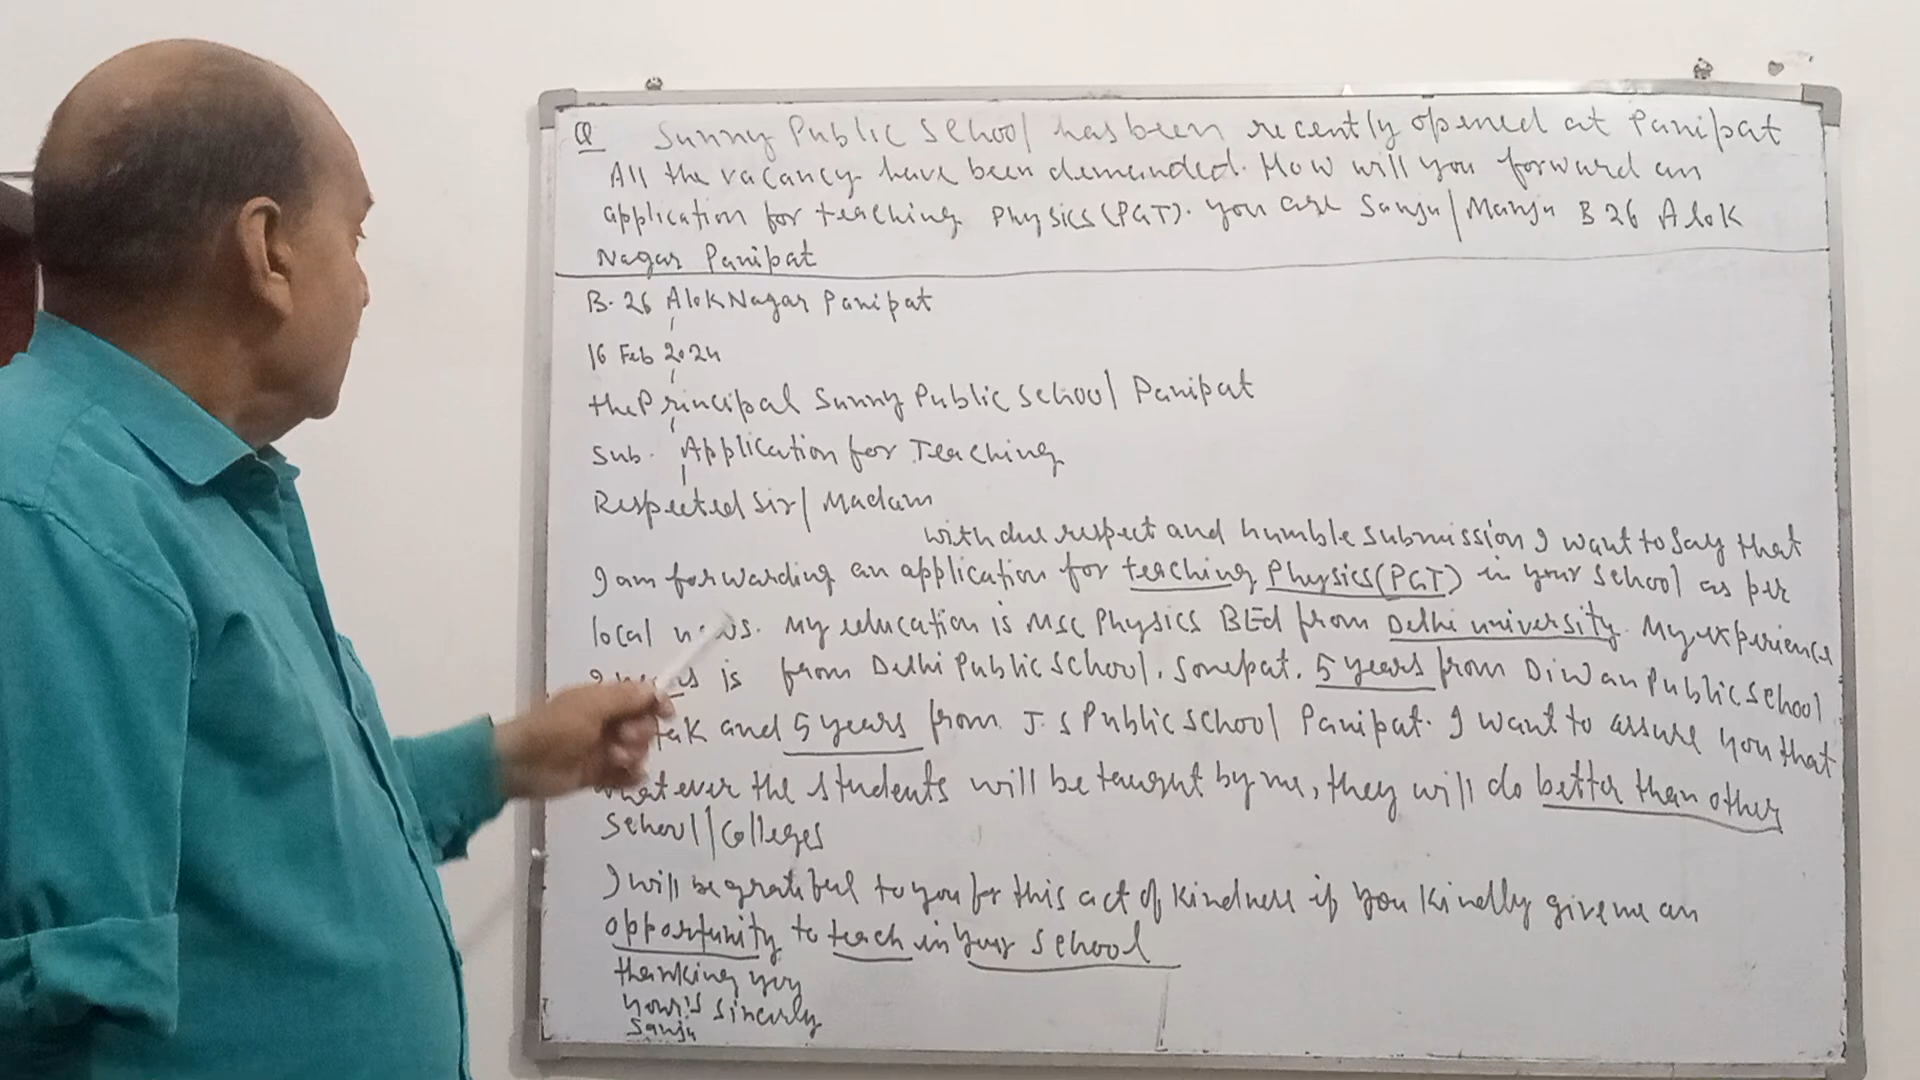 Q Sunny Public School has been recently opened at Panipat
All the vacancy have been demanded. How will you forward an
application for teaching Physics(PGT). you are Sanju/Manju B 26 Alok
Nagar Panipat
B. 26 Alok Nagar Panipat
16 Feb 2024
the Principal Sunny Public School Panipat
Sub. Application for Teaching
Respected Sir/Madam
with due respect and humble submission I want to say that
I am forwarding an application for teaching Physics(PGT) in your school as per
local news. My education is MSc Physics BEd from Delhi university. My experience
is from Delhi Public School, Sonepat. 5 years from Diwan Public School
and 5 years from J.S Public School Panipat. I want to assure you that
whatever the students will be taught by me, they will do better than other
School/Colleges
I will be grateful to you for this act of kindness if you kindly give me an
opportunity to teach in your school
thanking you
your's sincerly
Sanju